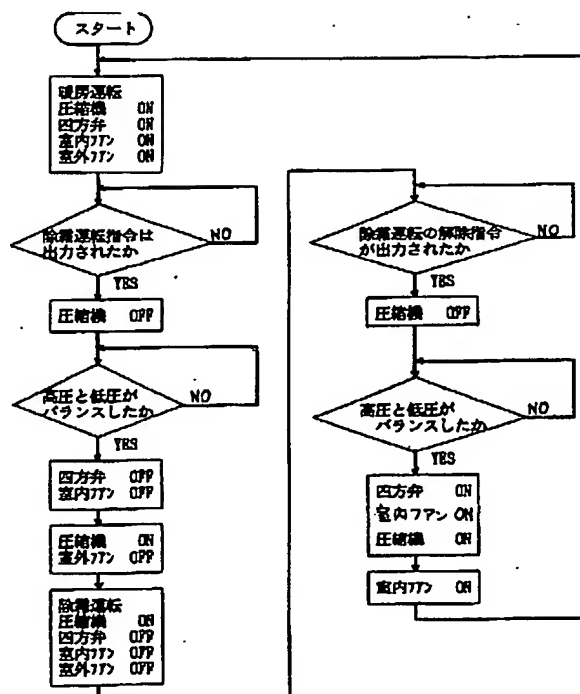 スタート
暖房運転
圧縮機 ON
四方弁 ON
室内ファン ON
室外ファン ON
除霜運転指令は
出力されたか
NO
YES
圧縮機 OFF
高圧と低圧が
バランスしたか
NO
YES
四方弁 OFF
室内ファン OFF
圧縮機 ON
室外ファン OFF
除霜運転
圧縮機 ON
四方弁 OFF
室内ファン OFF
室外ファン OFF
除霜運転の解除指令
が出力されたか
NO
YES
圧縮機 OFF
高圧と低圧が
バランスしたか
NO
YES
四方弁 ON
室内ファン ON
圧縮機 ON
室内ファン ON